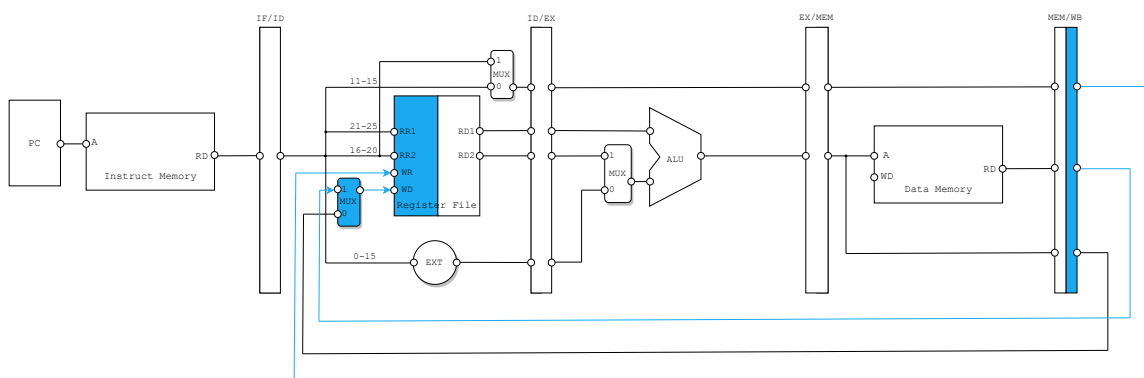 IF/ID
ID/EX
EX/MEM
MEM/WB
1
MUX
0
11-15
21-25
16-20
RR1
RR2
WR
WD
RD1
RD2
Register File
1
MUX
0
PC
A
RD
Instruct Memory
0-15
EXT
1
MUX
0
ALU
A
WD
RD
Data Memory